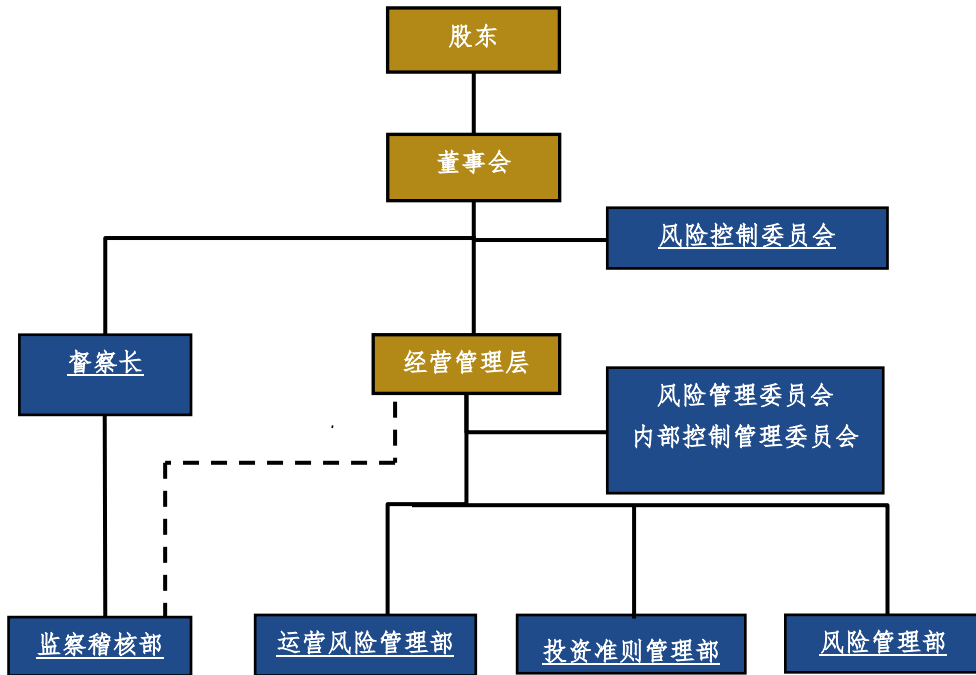 股东
董事会
风险控制委员会
督察长
经营管理层
风险管理委员会
内部控制管理委员会
监察稽核部
运营风险管理部
投资准则管理部
风险管理部